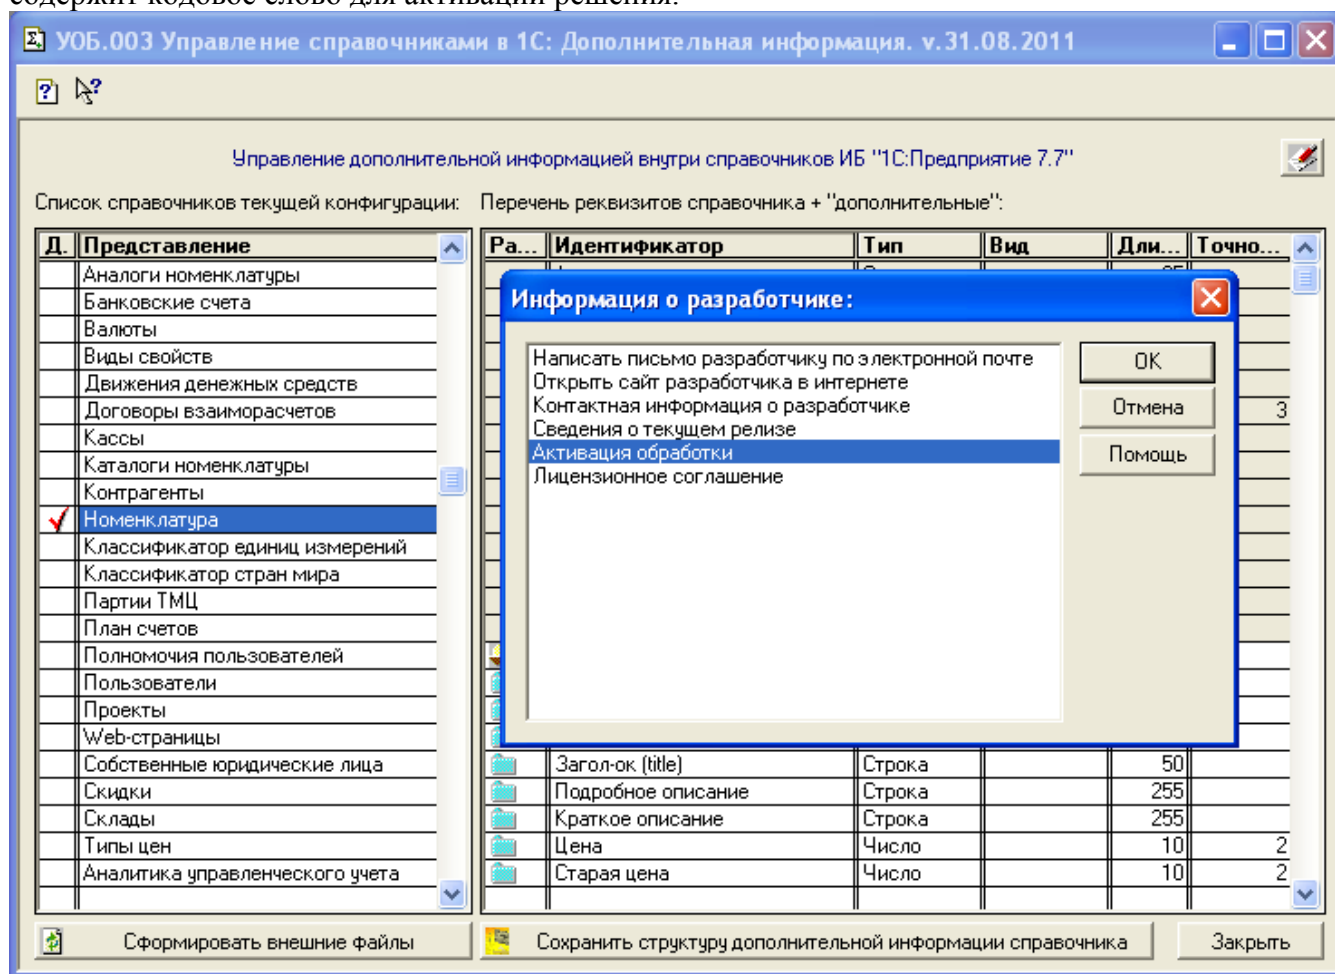 содержит кодовое слово для активации решения.
УОБ.003 Управление справочниками в 1С: Дополнительная информация. v.31.08.2011
Управление дополнительной информацией внутри справочников ИБ "1С:Предприятие 7.7"
Список справочников текущей конфигурации: Перечень реквизитов справочника + "дополнительные":
Д. Представление
Ра... Идентификатор Тип Вид Дли... Точно...
Аналоги номенклатуры
Банковские счета
Валюты
Виды свойств
Движения денежных средств
Договоры взаиморасчетов
3
Кассы
Каталоги номенклатуры
Контрагенты
Номенклатура
Классификатор единиц измерений
Классификатор стран мира
Партии ТМЦ
План счетов
Полномочия пользователей
Пользователи
Проекты
Web-страницы
Собственные юридические лица
Скидки
Склады
Типы цен
Аналитика управленческого учета
Информация о разработчике:
Написать письмо разработчику по электронной почте
Открыть сайт разработчика в интернете
Контактная информация о разработчике
Сведения о текущем релизе
Активация обработки
Лицензионное соглашение
ОК
Отмена
Помощь
Загол-ок (title) Строка 50
Подробное описание Строка 255
Краткое описание Строка 255
Цена Число 10 2
Старая цена Число 10 2
Сформировать внешние файлы Сохранить структуру дополнительной информации справочника Закрыть